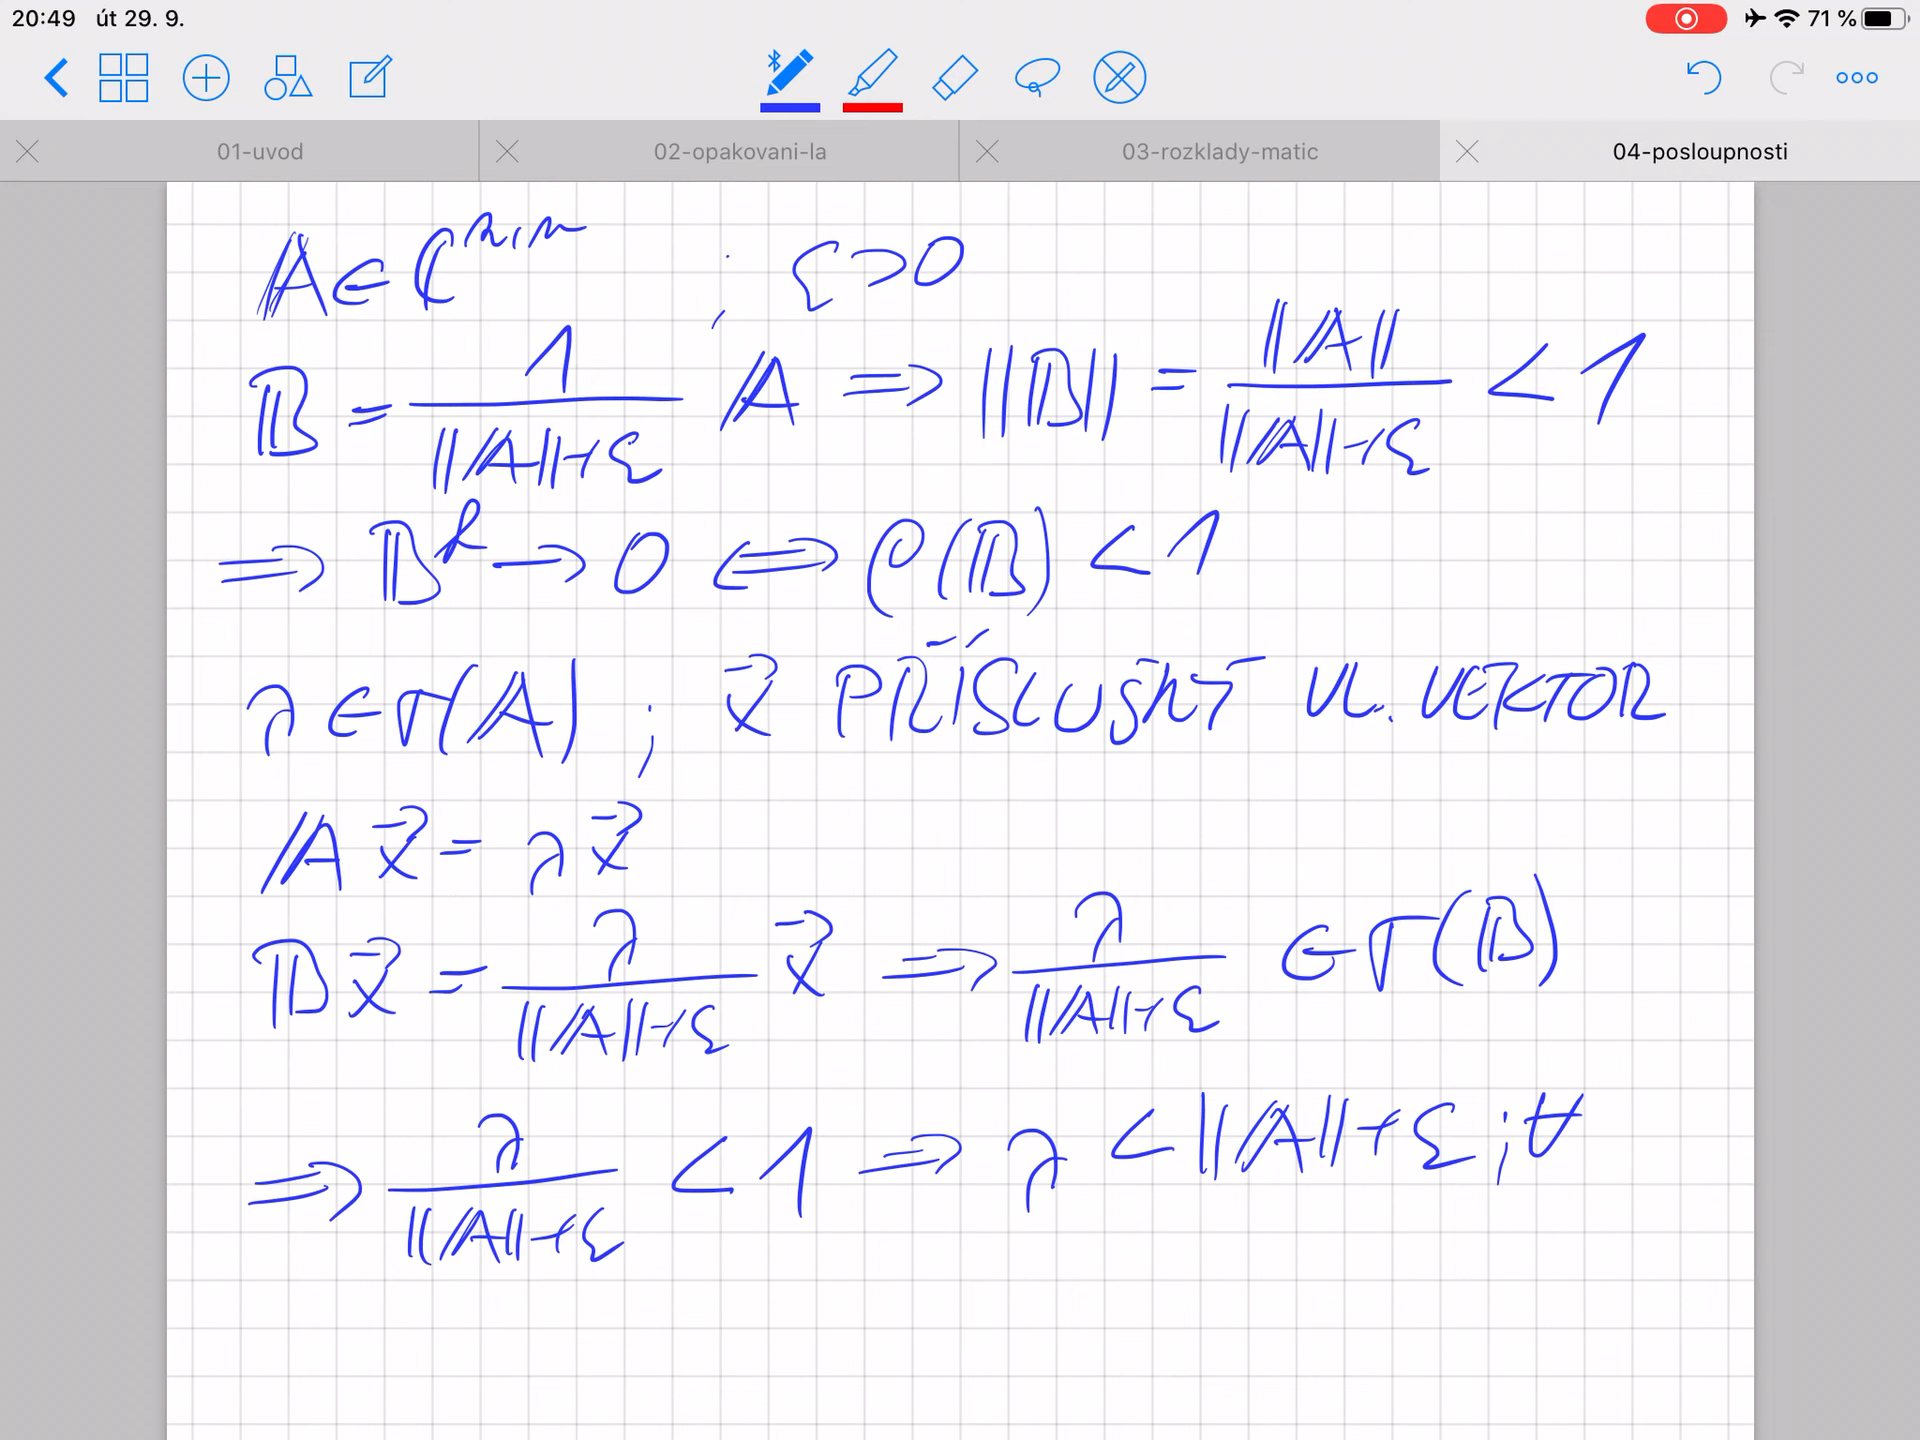 20:49 út 29. 9. 71 %
01-uvod 02-opakovani-la 03-rozklady-matic 04-posloupnosti
A ∈ ℂ^{n,n} ; ε > 0
𝔹 = 1 / (||A|| + ε) A ⇒ ||𝔹|| = ||A|| / (||A|| + ε) < 1
⇒ 𝔹^k → 0 ⇔ ρ(𝔹) < 1
λ ∈ σ(A) ; x⃗ PŘÍSLUŠNÝ VL. VEKTOR
A x⃗ = λ x⃗
𝔹 x⃗ = λ / (||A|| + ε) x⃗ ⇒ λ / (||A|| + ε) ∈ σ(𝔹)
⇒ λ / (||A|| + ε) < 1 ⇒ λ < ||A|| + ε ; ∀